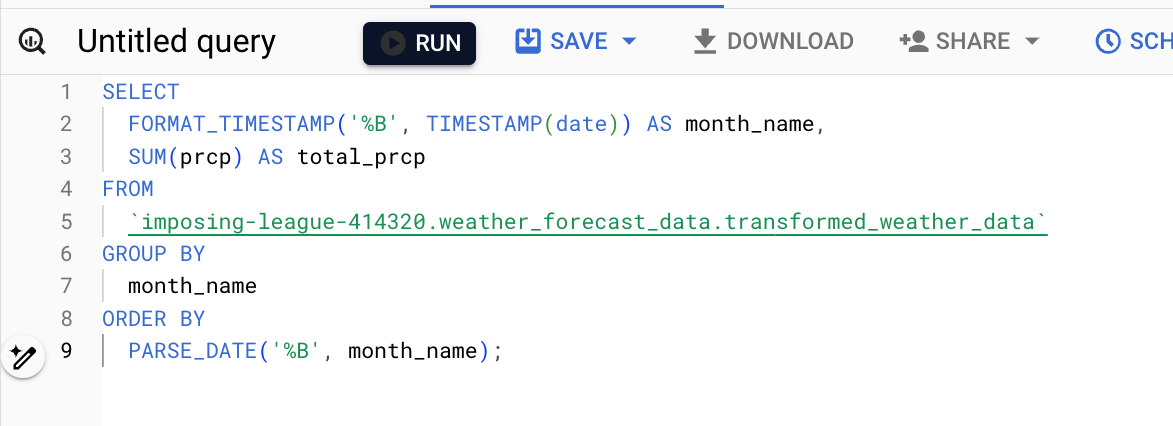 Untitled query RUN SAVE DOWNLOAD SHARE SCH
1 SELECT
2 FORMAT_TIMESTAMP('%B', TIMESTAMP(date)) AS month_name,
3 SUM(prcp) AS total_prcp
4 FROM
5 `imposing-league-414320.weather_forecast_data.transformed_weather_data`
6 GROUP BY
7 month_name
8 ORDER BY
9 PARSE_DATE('%B', month_name);